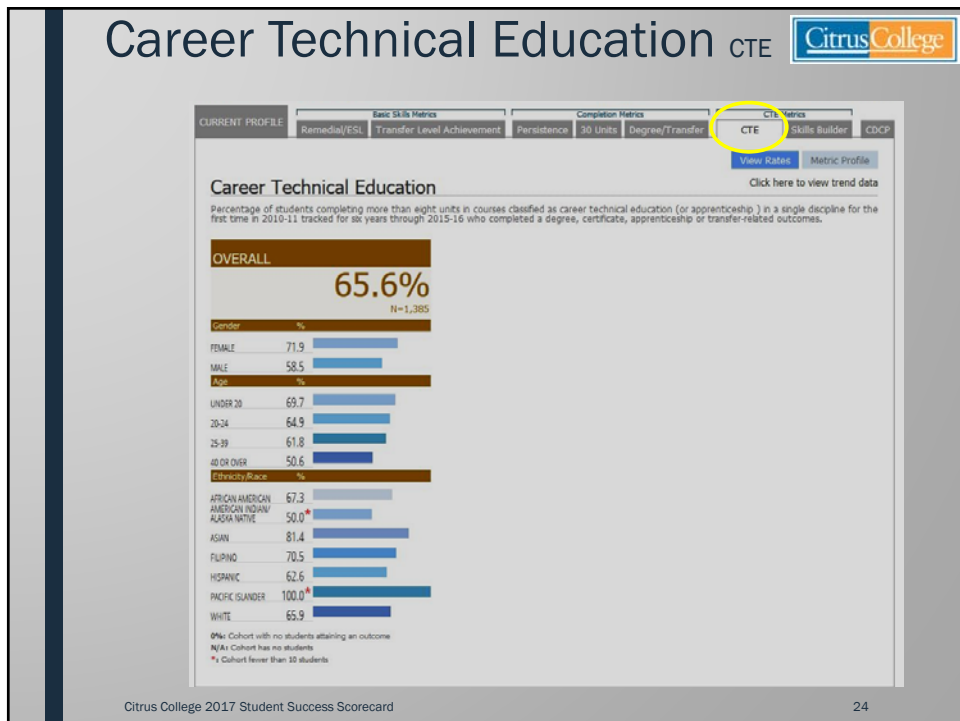 Career Technical Education CTE
CitrusCollege
CURRENT PROFILE
Basic Skills Metrics
Completion Metrics
CTE Metrics
Remedial/ESL
Transfer Level Achievement
Persistence
30 Units
Degree/Transfer
CTE
Skills Builder
CDCP
View Rates
Metric Profile
Career Technical Education
Click here to view trend data
Percentage of students completing more than eight units in courses classified as career technical education (or apprenticeship ) in a single discipline for the
first time in 2010-11 tracked for six years through 2015-16 who completed a degree, certificate, apprenticeship or transfer-related outcomes.
OVERALL
65.6%
N=1,385
Gender %
FEMALE 71.9
MALE 58.5
Age %
UNDER 20 69.7
20-24 64.9
25-39 61.8
40 OR OVER 50.6
Ethnicity/Race %
AFRICAN AMERICAN 67.3
AMERICAN INDIAN/
ALASKA NATIVE 50.0*
ASIAN 81.4
FILIPINO 70.5
HISPANIC 62.6
PACIFIC ISLANDER 100.0*
WHITE 65.9
0%: Cohort with no students attaining an outcome
N/A: Cohort has no students
*: Cohort fewer than 10 students
Citrus College 2017 Student Success Scorecard 24